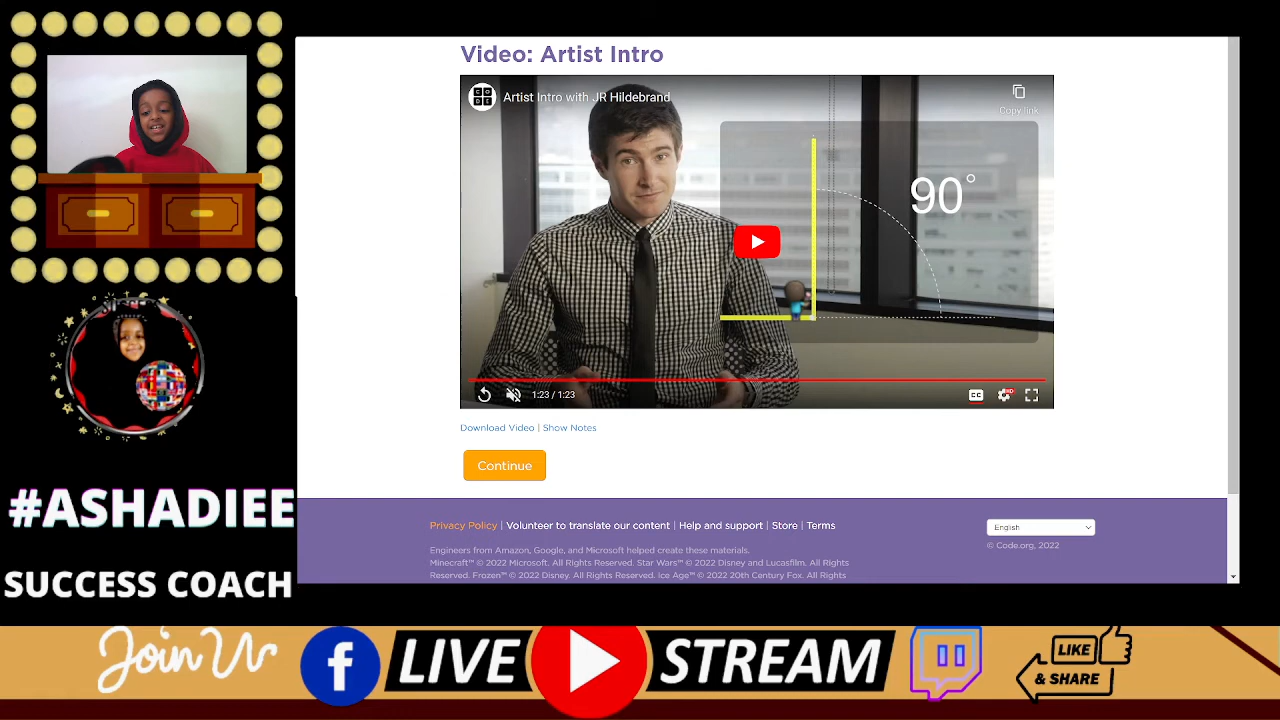 Video: Artist Intro
CODE
Artist Intro with JR Hildebrand
Copy link
90°
1:23 / 1:23
CC
HD
Download Video | Show Notes
Continue
Privacy Policy | Volunteer to translate our content | Help and support | Store | Terms
English
© Code.org, 2022
Engineers from Amazon, Google, and Microsoft helped create these materials.
Minecraft™ © 2022 Microsoft. All Rights Reserved. Star Wars™ © 2022 Disney and Lucasfilm. All Rights
Reserved. Frozen™ © 2022 Disney. All Rights Reserved. Ice Age™ © 2022 20th Century Fox. All Rights
#ASHADIEE
SUCCESS COACH
Join Us
f
LIVE
STREAM
LIKE
& SHARE